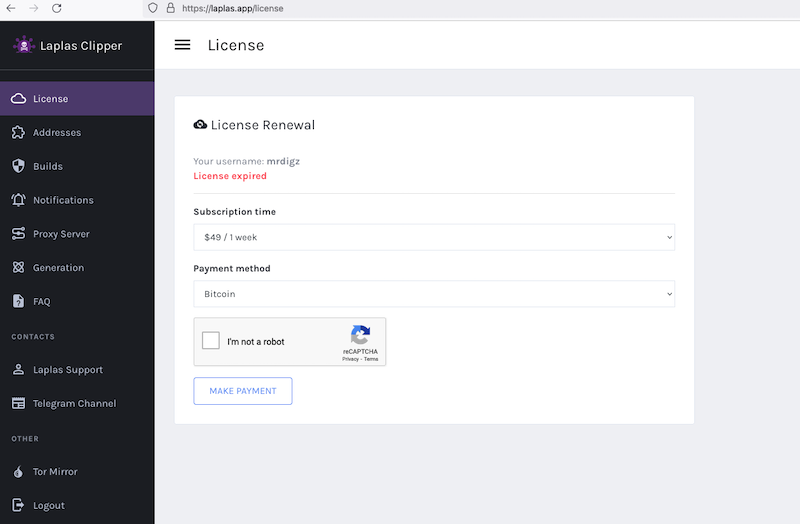 https://laplas.app/license
Laplas Clipper
License
License
Addresses
Builds
Notifications
Proxy Server
Generation
FAQ
CONTACTS
Laplas Support
Telegram Channel
OTHER
Tor Mirror
Logout
License Renewal
Your username: mrdigz
License expired
Subscription time
$49 / 1 week
Payment method
Bitcoin
I'm not a robot
reCAPTCHA
Privacy - Terms
MAKE PAYMENT